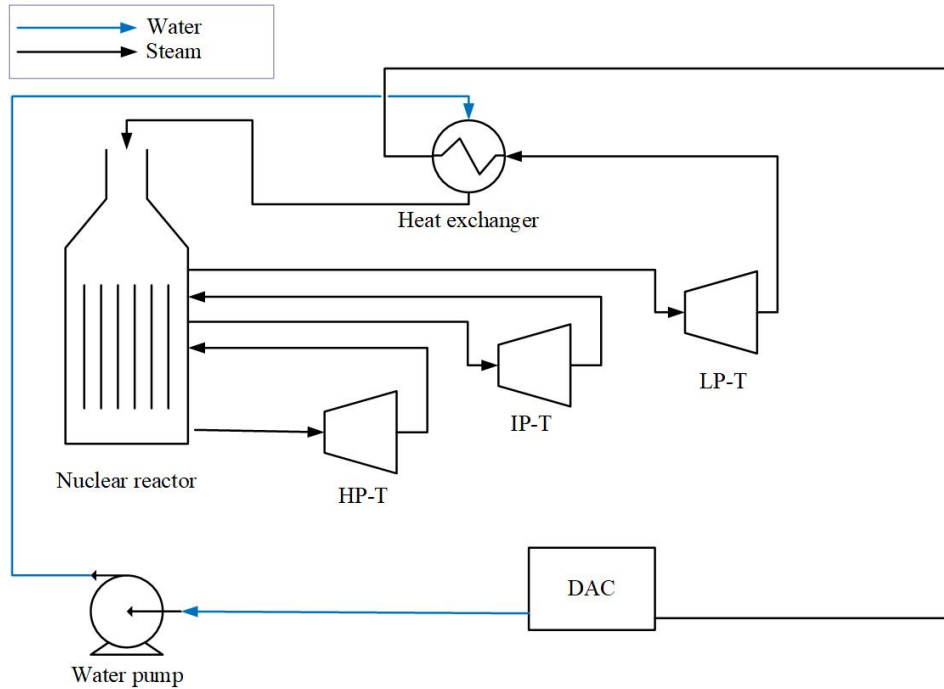 Water
Steam
Heat exchanger
LP-T
IP-T
Nuclear reactor
HP-T
DAC
Water pump